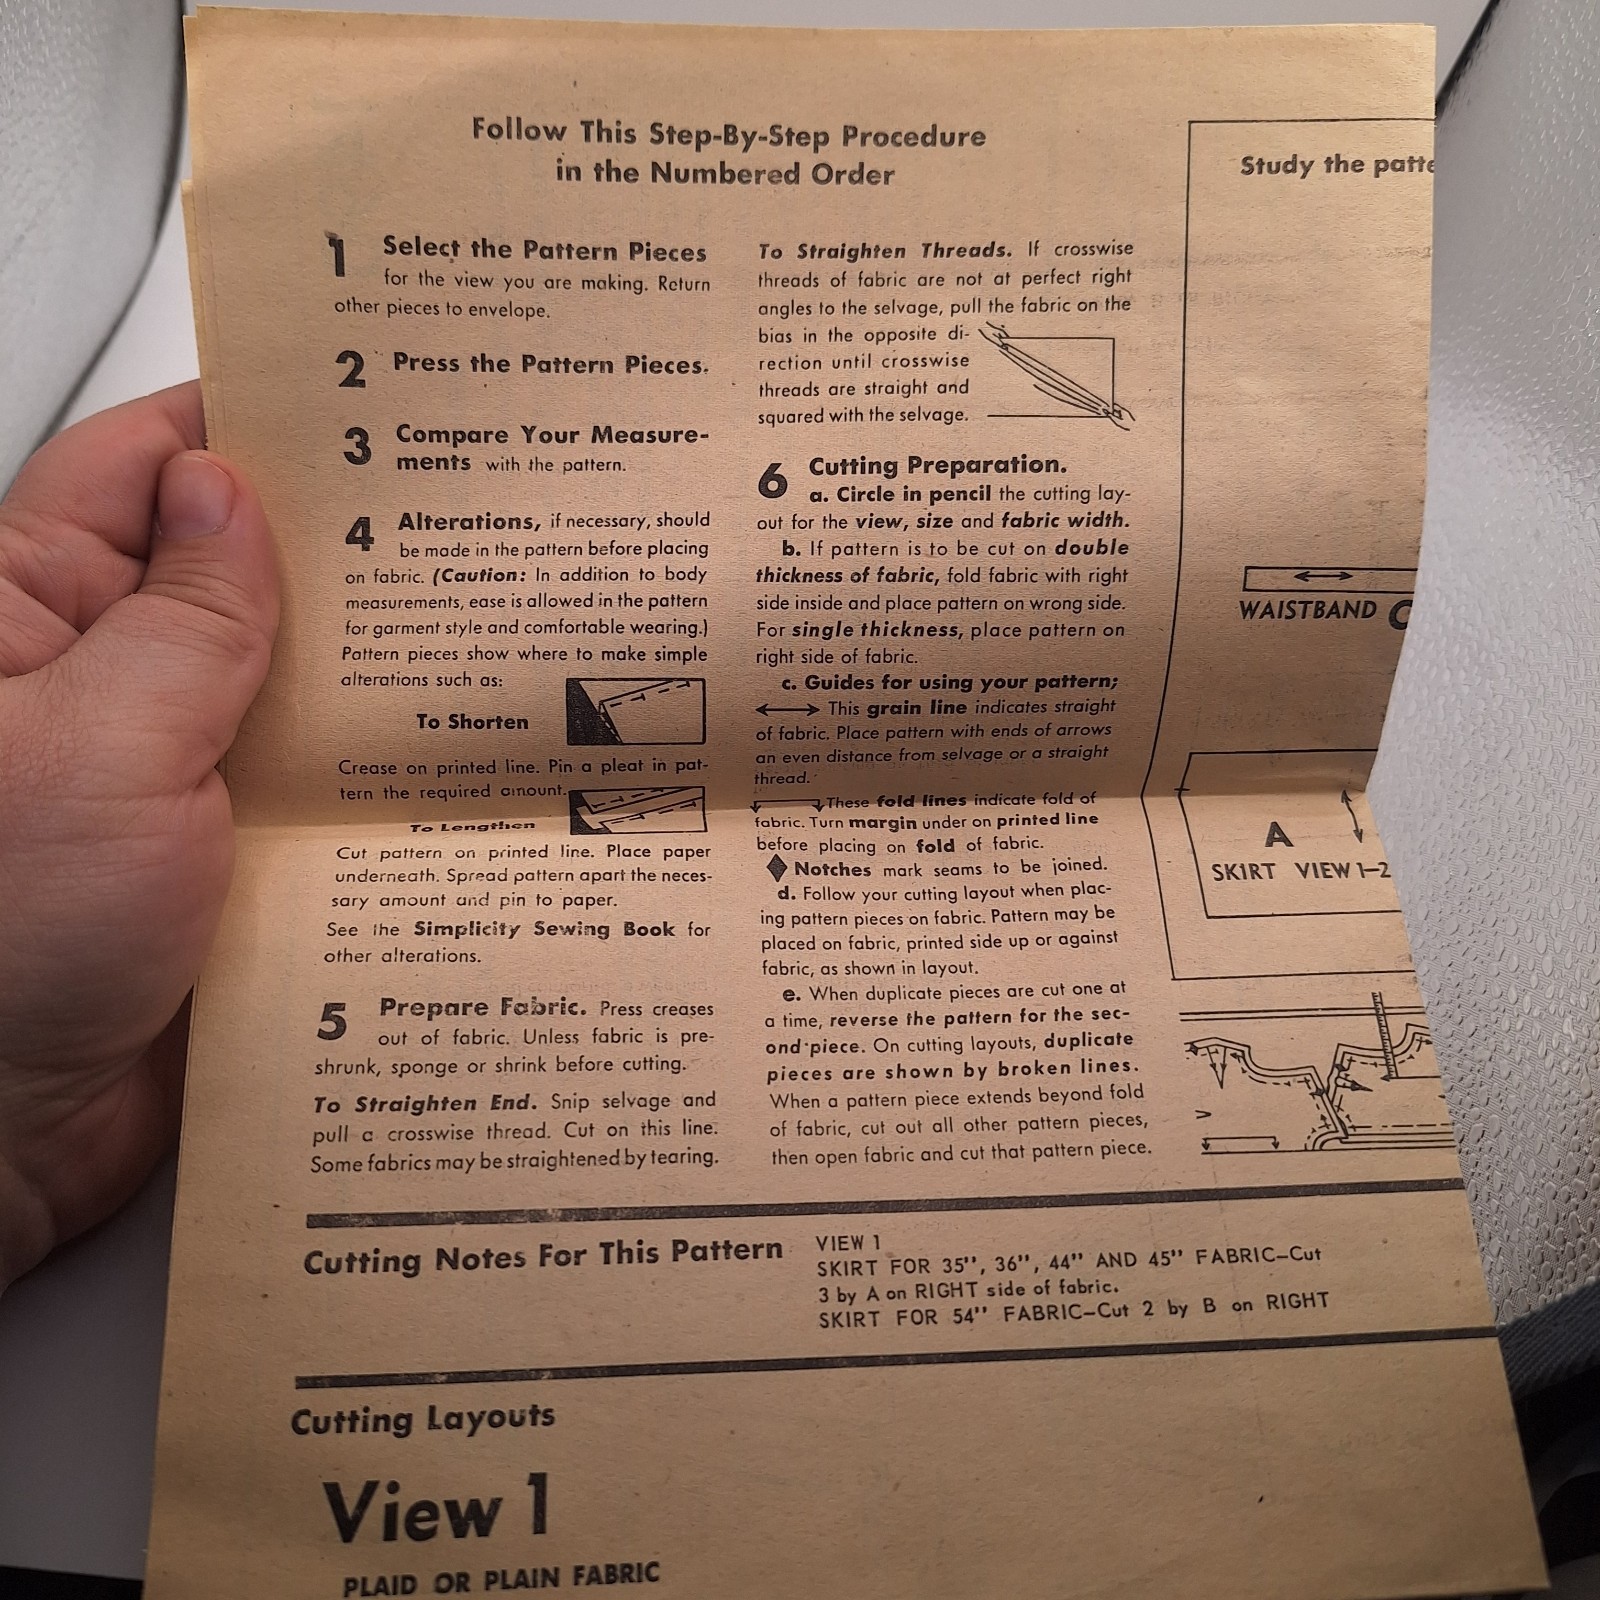 Follow This Step-By-Step Procedure
in the Numbered Order
1 Select the Pattern Pieces
for the view you are making. Return
other pieces to envelope.
2 Press the Pattern Pieces.
3 Compare Your Measure-
ments with the pattern.
4 Alterations, if necessary, should
be made in the pattern before placing
on fabric. (Caution: In addition to body
measurements, ease is allowed in the pattern
for garment style and comfortable wearing.)
Pattern pieces show where to make simple
alterations such as:
To Shorten
Crease on printed line. Pin a pleat in pat-
tern the required amount.
To Lengthen
Cut pattern on printed line. Place paper
underneath. Spread pattern apart the neces-
sary amount and pin to paper.
See the Simplicity Sewing Book for
other alterations.
5 Prepare Fabric. Press creases
out of fabric. Unless fabric is pre-
shrunk, sponge or shrink before cutting.
To Straighten End. Snip selvage and
pull a crosswise thread. Cut on this line.
Some fabrics may be straightened by tearing.
To Straighten Threads. If crosswise
threads of fabric are not at perfect right
angles to the selvage, pull the fabric on the
bias in the opposite di-
rection until crosswise
threads are straight and
squared with the selvage.
6 Cutting Preparation.
a. Circle in pencil the cutting lay-
out for the view, size and fabric width.
b. If pattern is to be cut on double
thickness of fabric, fold fabric with right
side inside and place pattern on wrong side.
For single thickness, place pattern on
right side of fabric.
c. Guides for using your pattern;
This grain line indicates straight
of fabric. Place pattern with ends of arrows
an even distance from selvage or a straight
thread.
These fold lines indicate fold of
fabric. Turn margin under on printed line
before placing on fold of fabric.
Notches mark seams to be joined.
d. Follow your cutting layout when plac-
ing pattern pieces on fabric. Pattern may be
placed on fabric, printed side up or against
fabric, as shown in layout.
e. When duplicate pieces are cut one at
a time, reverse the pattern for the sec-
ond piece. On cutting layouts, duplicate
pieces are shown by broken lines.
When a pattern piece extends beyond fold
of fabric, cut out all other pattern pieces,
then open fabric and cut that pattern piece.
Study the patte
WAISTBAND C
A
SKIRT VIEW 1–2
Cutting Notes For This Pattern
VIEW 1
SKIRT FOR 35", 36", 44" AND 45" FABRIC–Cut
3 by A on RIGHT side of fabric.
SKIRT FOR 54" FABRIC–Cut 2 by B on RIGHT
Cutting Layouts
View 1
PLAID OR PLAIN FABRIC